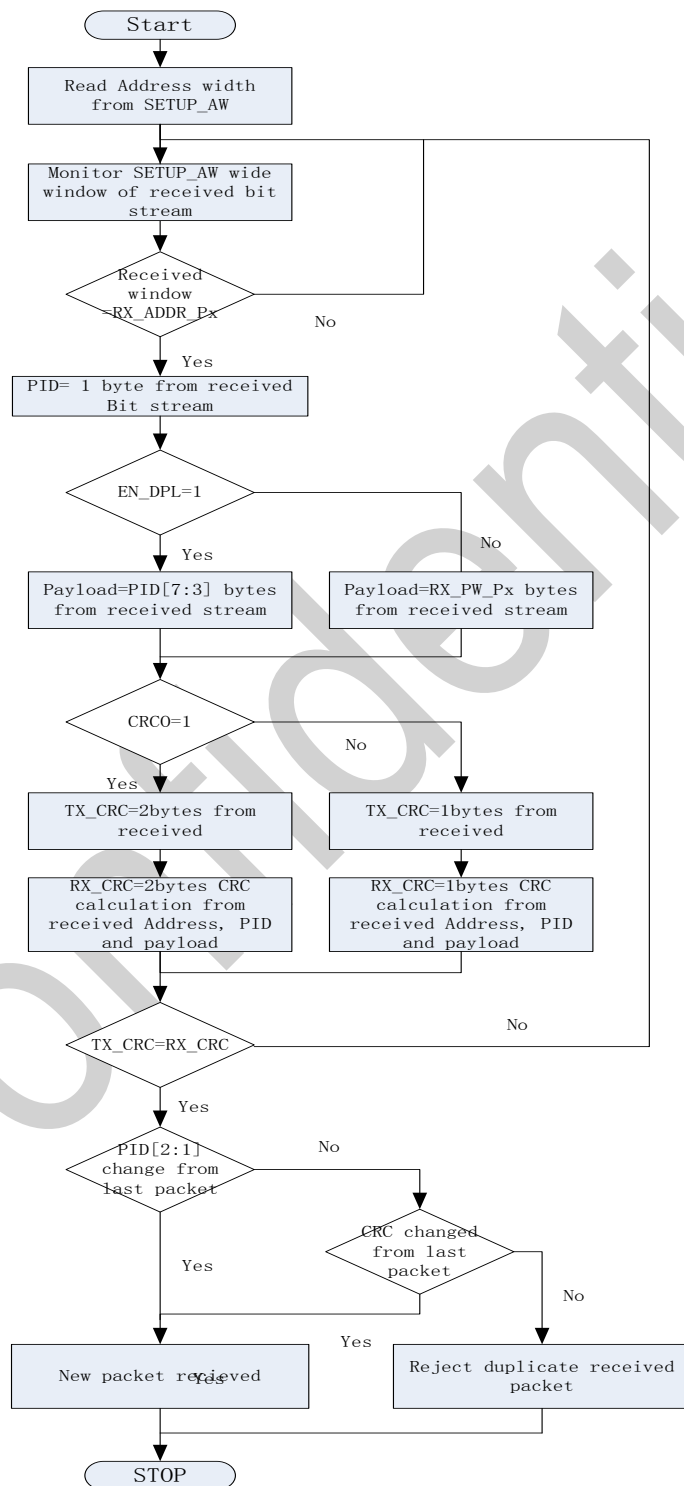 Start
Read Address width
from SETUP_AW
Monitor SETUP_AW wide
window of received bit
stream
Received
window
=RX_ADDR_Px
No
Yes
PID= 1 byte from received
Bit stream
EN_DPL=1
No
Yes
Payload=PID[7:3] bytes
from received stream
Payload=RX_PW_Px bytes
from received stream
CRCO=1
No
Yes
TX_CRC=2bytes from
received
TX_CRC=1bytes from
received
RX_CRC=2bytes CRC
calculation from
received Address, PID
and payload
RX_CRC=1bytes CRC
calculation from
received Address, PID
and payload
No
TX_CRC=RX_CRC
Yes
PID[2:1]
change from
last packet
No
CRC changed
from last
packet
Yes
No
Yes
New packet recieved
Yes
Reject duplicate received
packet
STOP
onfidenti